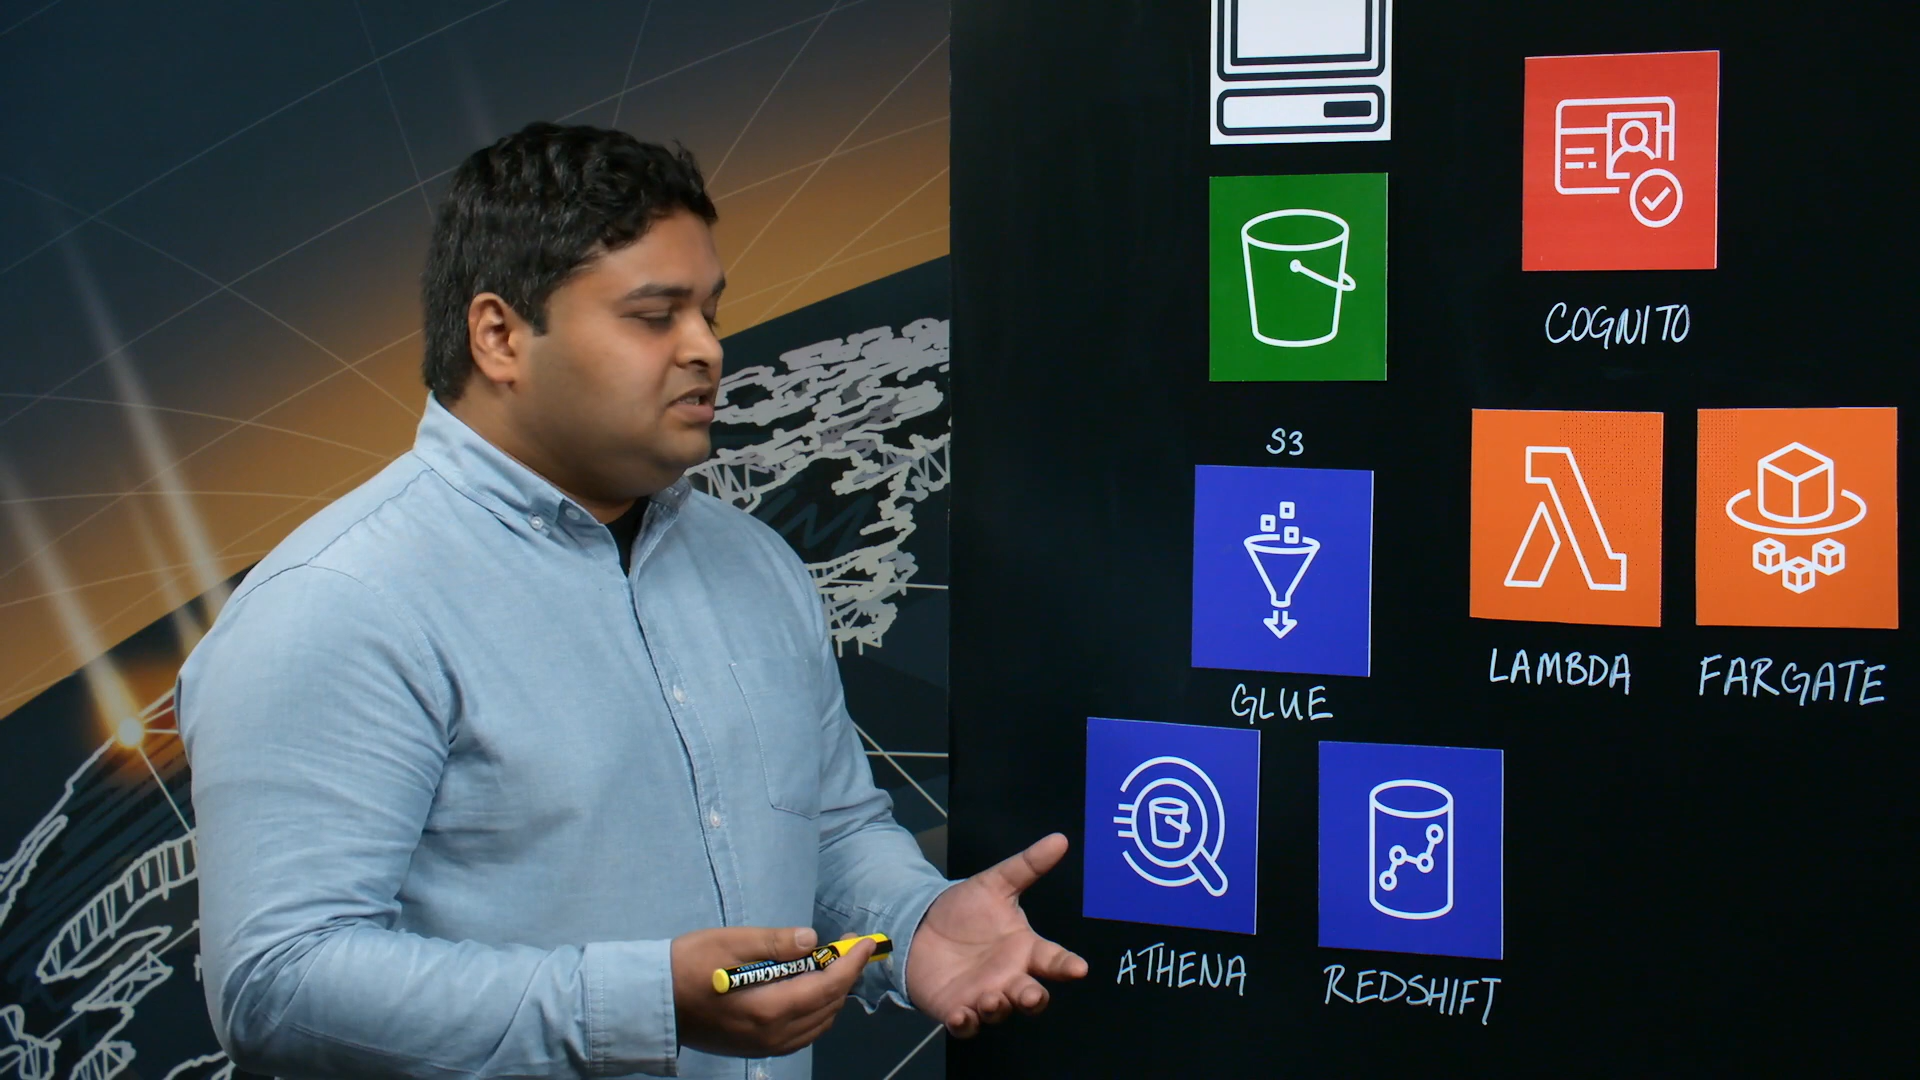 COGNITO
S3
LAMBDA
FARGATE
GLUE
ATHENA
REDSHIFT
VERSACHALK